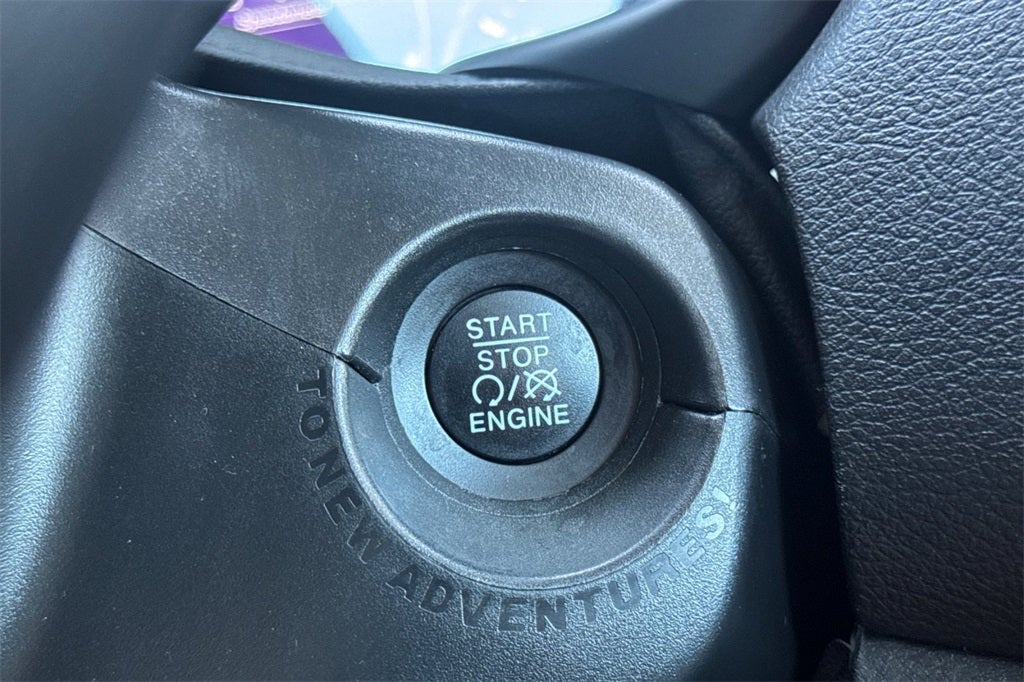 START
STOP
/
ENGINE
TO NEW ADVENTURES!